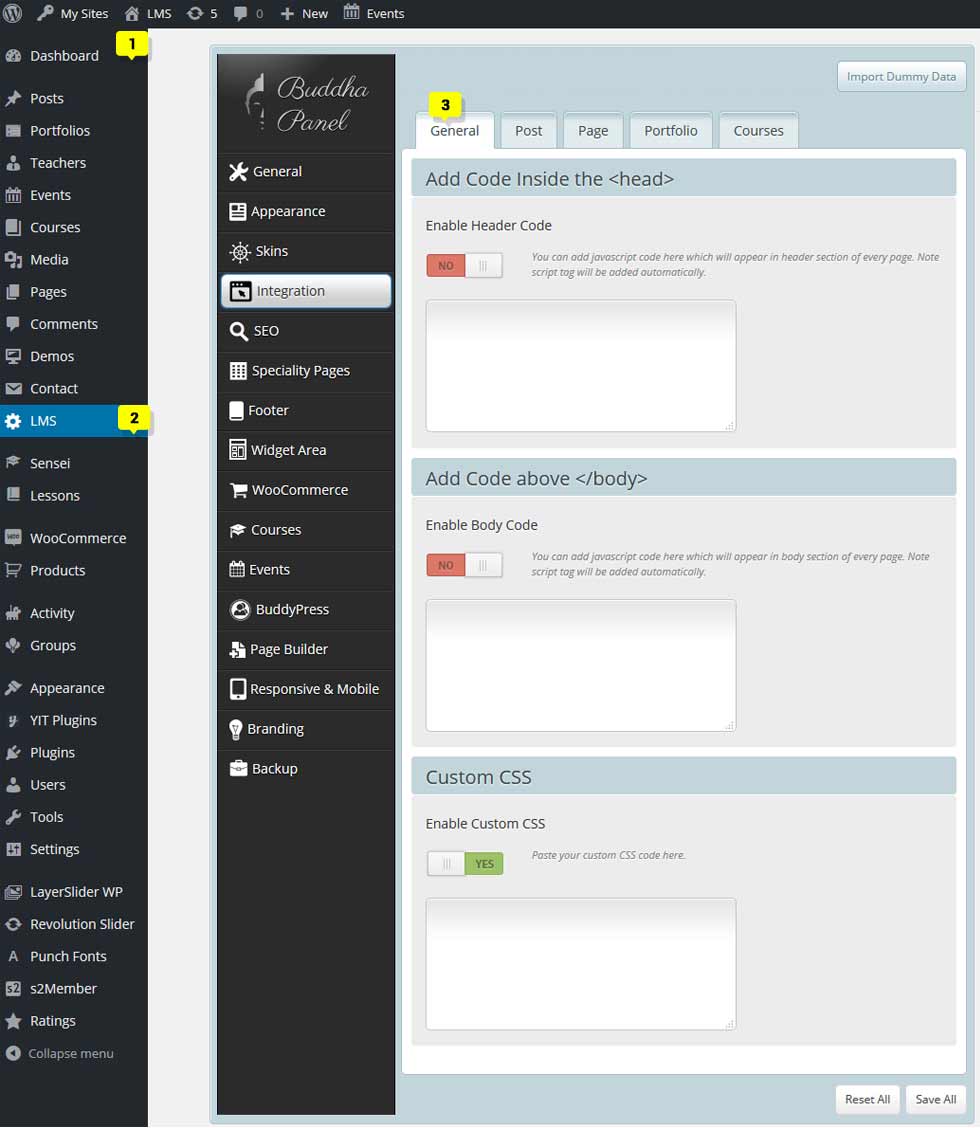 My Sites LMS 5 0 New Events
1
Dashboard
Posts
Portfolios
Teachers
Events
Courses
Media
Pages
Comments
Demos
Contact
LMS
2
Sensei
Lessons
WooCommerce
Products
Activity
Groups
Appearance
YIT Plugins
Plugins
Users
Tools
Settings
LayerSlider WP
Revolution Slider
A Punch Fonts
s2 s2Member
Ratings
Collapse menu
Buddha
Panel
General
Appearance
Skins
Integration
SEO
Speciality Pages
Footer
Widget Area
WooCommerce
Courses
Events
BuddyPress
Page Builder
Responsive & Mobile
Branding
Backup
Import Dummy Data
3
General Post Page Portfolio Courses
Add Code Inside the <head>
Enable Header Code
NO
You can add javascript code here which will appear in header section of every page. Note
script tag will be added automatically.
Add Code above </body>
Enable Body Code
NO
You can add javascript code here which will appear in body section of every page. Note
script tag will be added automatically.
Custom CSS
Enable Custom CSS
YES
Paste your custom CSS code here.
Reset All Save All